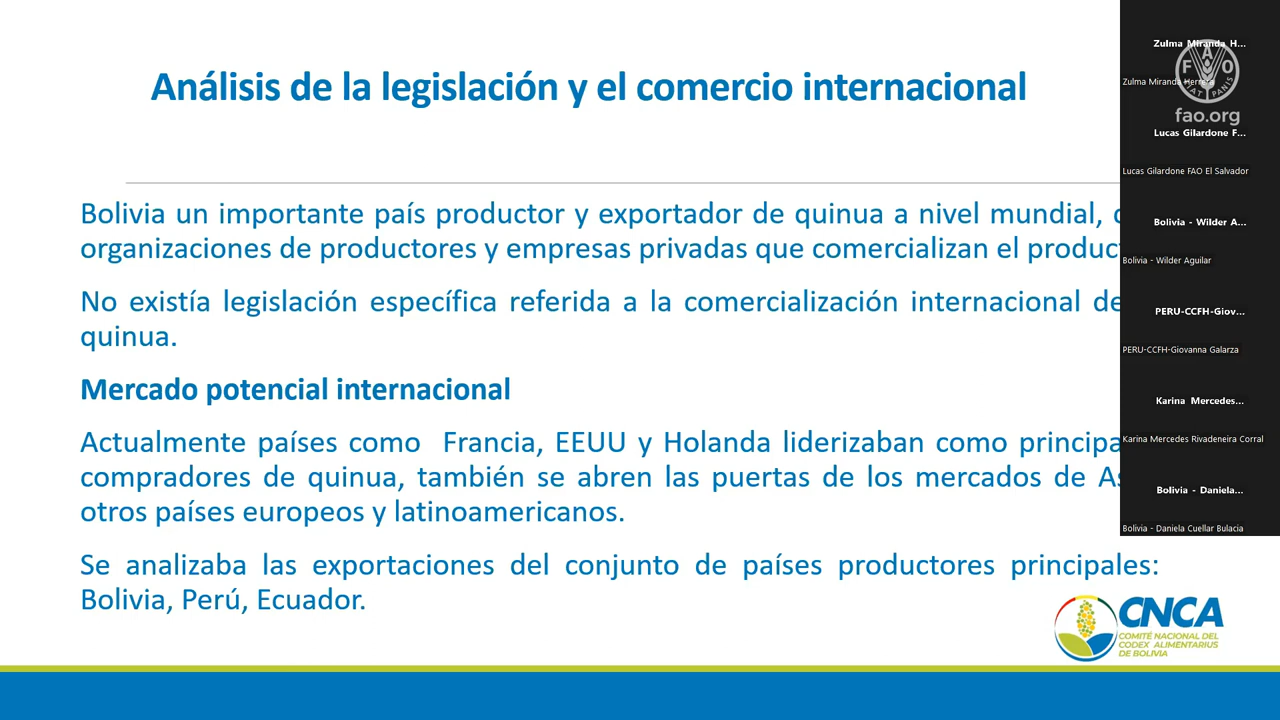 Análisis de la legislación y el comercio internacional
Bolivia un importante país productor y exportador de quinua a nivel mundial,
organizaciones de productores y empresas privadas que comercializan el
No existía legislación específica referida a la comercialización internacional
quinua.
Mercado potencial internacional
Actualmente países como Francia, EEUU y Holanda liderizaban como
compradores de quinua, también se abren las puertas de los mercados de
otros países europeos y latinoamericanos.
Se analizaba las exportaciones del conjunto de países productores principales:
Bolivia, Perú, Ecuador.
CNCA
COMITÉ NACIONAL DEL
CODEX ALIMENTARIUS
DE BOLIVIA
Zulma Miranda H...
Zulma Miranda Herrera
FAO
FIAT PANIS
fao.org
Lucas Gilardone F...
Lucas Gilardone FAO El Salvador
Bolivia - Wilder A...
Bolivia - Wilder Aguilar
PERU-CCFH-Giov...
PERU-CCFH-Giovanna Galarza
Karina Mercedes...
Karina Mercedes Rivadeneira Corral
Bolivia - Daniela...
Bolivia - Daniela Cuellar Bulacia